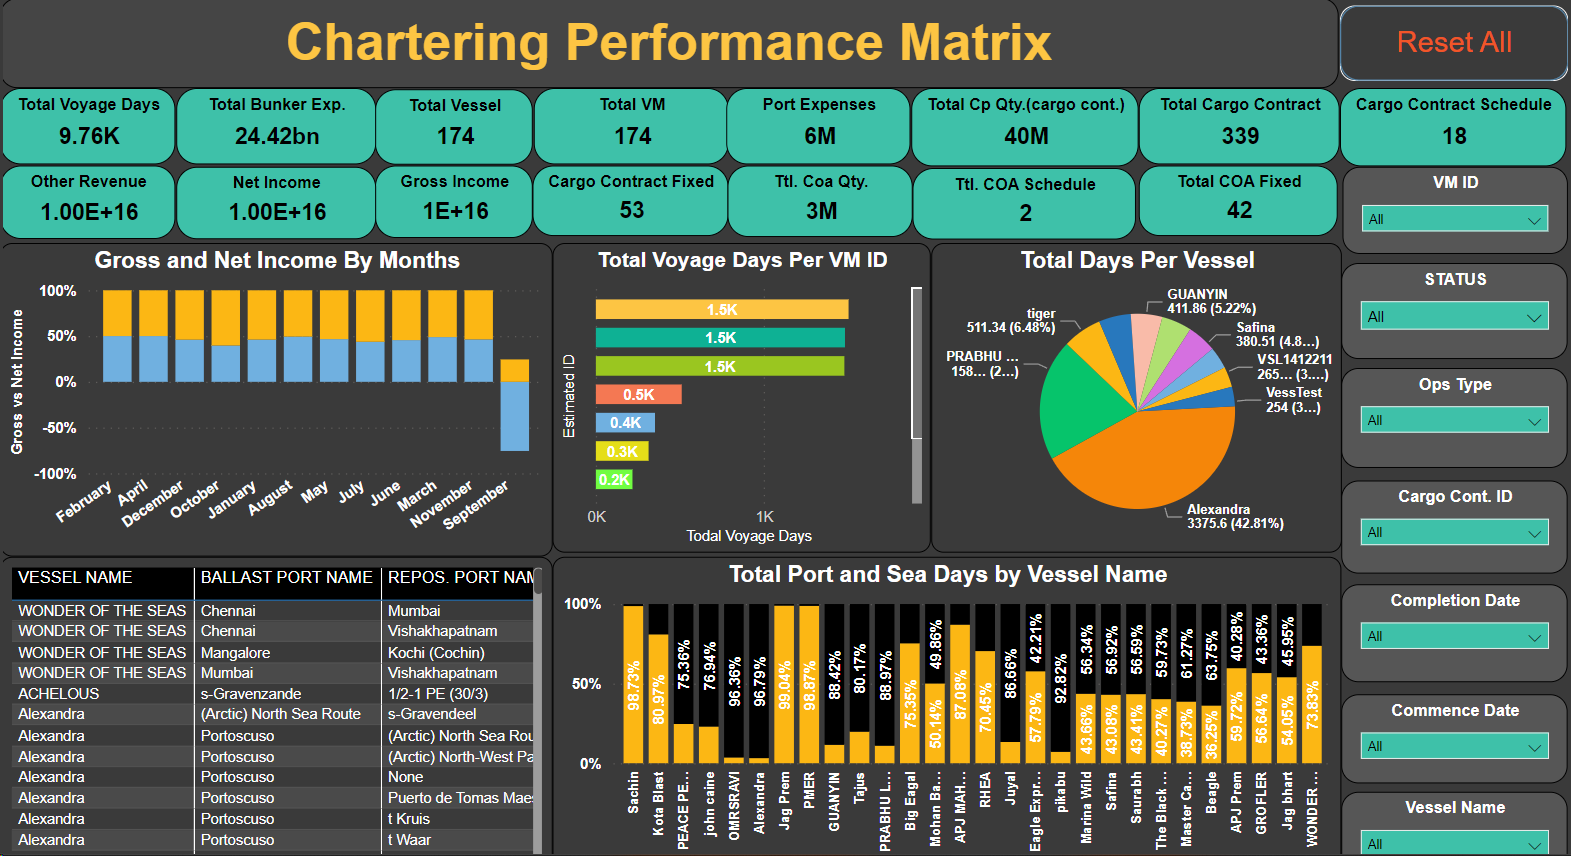 Chartering Performance Matrix
Reset All
Total Voyage Days
9.76K
Total Bunker Exp.
24.42bn
Total Vessel
174
Total VM
174
Port Expenses
6M
Total Cp Qty.(cargo cont.)
40M
Total Cargo Contract
339
Cargo Contract Schedule
18
Other Revenue
1.00E+16
Net Income
1.00E+16
Gross Income
1E+16
Cargo Contract Fixed
53
Ttl. Coa Qty.
3M
Ttl. COA Schedule
2
Total COA Fixed
42
VM ID
All
STATUS
All
Ops Type
All
Cargo Cont. ID
All
Completion Date
All
Commence Date
All
Vessel Name
All
Gross and Net Income By Months
Gross vs Net Income
100%
50%
0%
-50%
-100%
February
April
December
October
January
August
May
July
June
March
November
September
Total Voyage Days Per VM ID
Estimated ID
1.5K
1.5K
1.5K
0.5K
0.4K
0.3K
0.2K
0K
1K
Todal Voyage Days
Total Days Per Vessel
GUANYIN
411.86 (5.22%)
tiger
511.34 (6.48%)
Safina
380.51 (4.8...)
PRABHU ...
158... (2...)
VSL1412211
265... (3....)
VessTest
254 (3...)
Alexandra
3375.6 (42.81%)
VESSEL NAME BALLAST PORT NAME REPOS. PORT NAM
WONDER OF THE SEAS Chennai Mumbai
WONDER OF THE SEAS Chennai Vishakhapatnam
WONDER OF THE SEAS Mangalore Kochi (Cochin)
WONDER OF THE SEAS Mumbai Vishakhapatnam
ACHELOUS s-Gravenzande 1/2-1 PE (30/3)
Alexandra (Arctic) North Sea Route s-Gravendeel
Alexandra Portoscuso (Arctic) North Sea Rou
Alexandra Portoscuso (Arctic) North-West Pa
Alexandra Portoscuso None
Alexandra Portoscuso Puerto de Tomas Maes
Alexandra Portoscuso t Kruis
Alexandra Portoscuso t Waar
Total Port and Sea Days by Vessel Name
100%
50%
0%
98.73%
80.97%
75.36%
76.94%
96.36%
96.79%
99.04%
98.87%
88.42%
80.17%
88.97%
75.35%
49.86%
50.14%
87.08%
70.45%
86.66%
42.21%
57.79%
92.82%
56.34%
43.66%
56.92%
43.08%
56.59%
43.41%
59.73%
40.27%
61.27%
38.73%
63.75%
36.25%
40.28%
59.72%
43.36%
56.64%
45.95%
54.05%
73.83%
Sachin
Kota Blast
PEACE PE...
john caine
OMRSRAVI
Alexandra
Jag Prem
PMER
GUANYIN
Tajus
PRABHU L...
Big Eagal
Mohan Ba...
APJ MAH...
RHEA
Juyal
Eagle Expr...
pikabu
Marina Wild
Safina
Saurabh
The Black ...
Master Ca...
Beagle
APJ Prem
GROFLER
Jag bhart
WONDER...